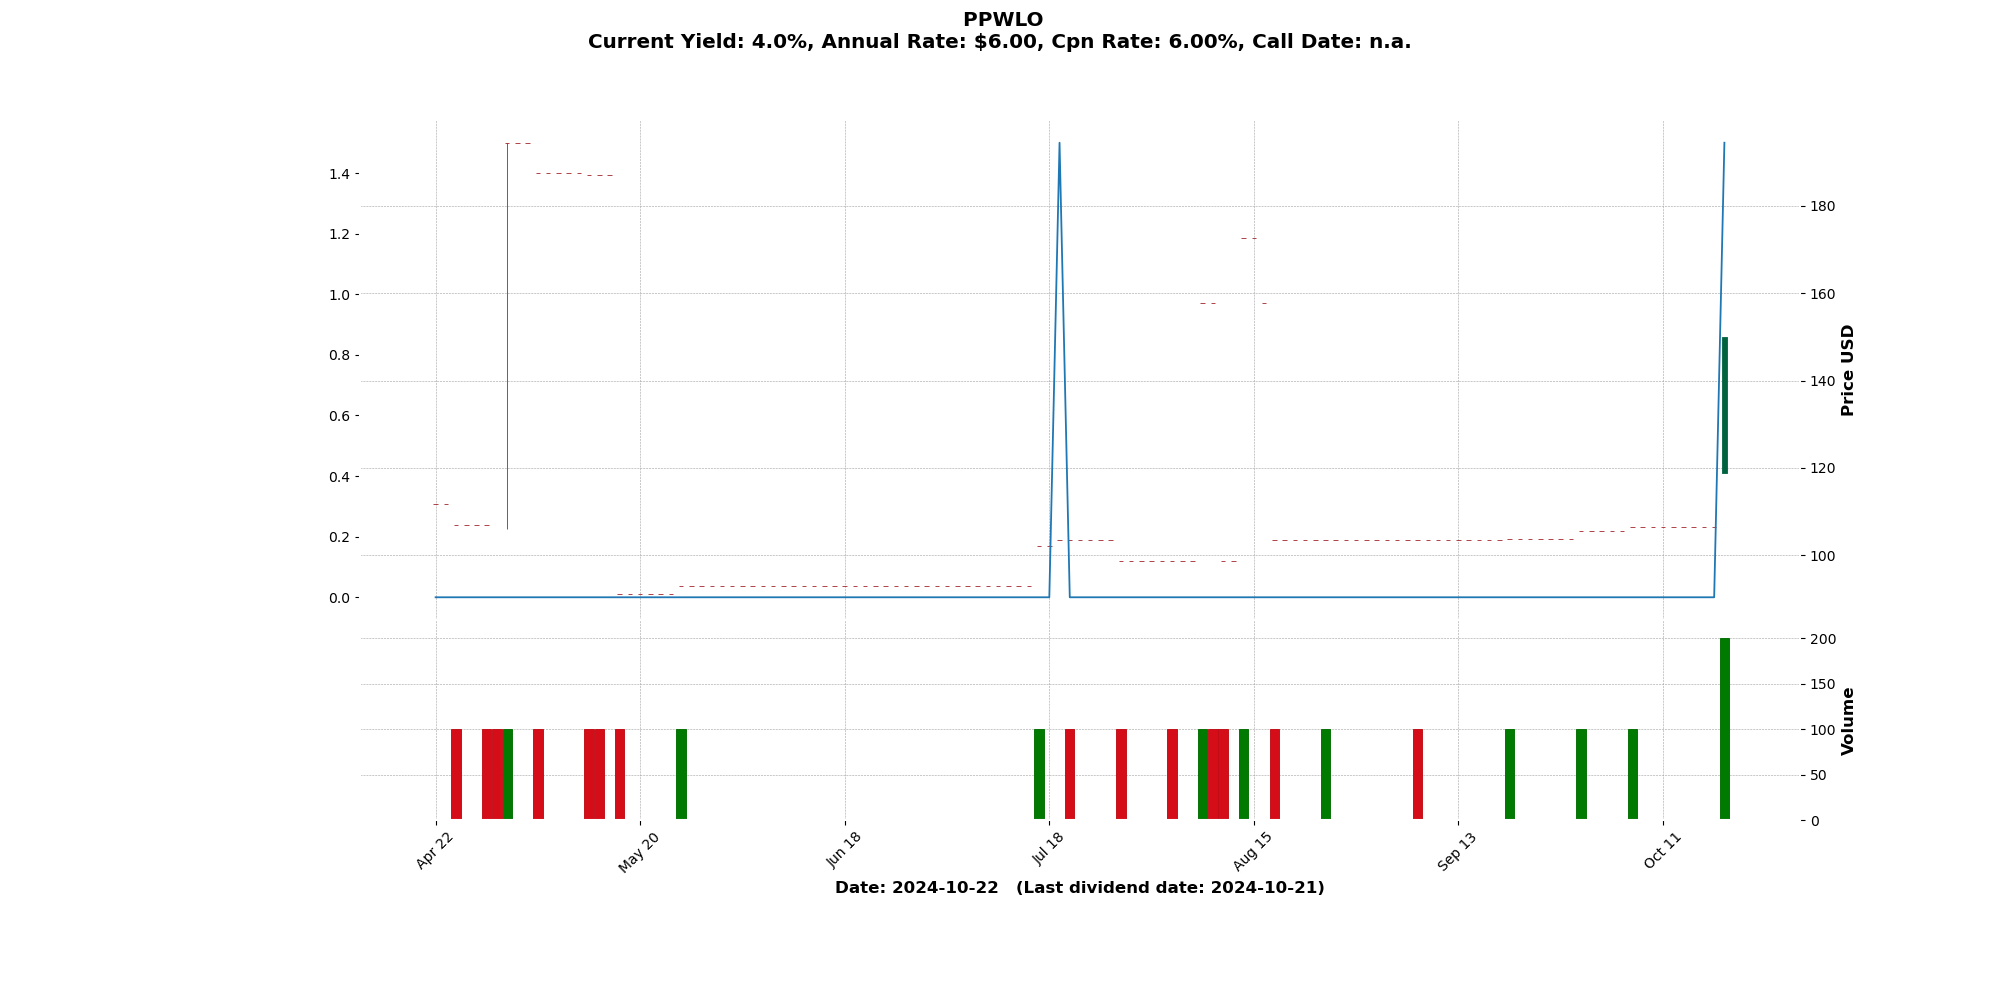 PPWLO
Current Yield: 4.0%, Annual Rate: $6.00, Cpn Rate: 6.00%, Call Date: n.a.
1.4
1.2
1.0
0.8
0.6
0.4
0.2
0.0
180
160
140
120
100
Price USD
200
150
100
50
0
Volume
Apr 22
May 20
Jun 18
Jul 18
Aug 15
Sep 13
Oct 11
Date: 2024-10-22 (Last dividend date: 2024-10-21)